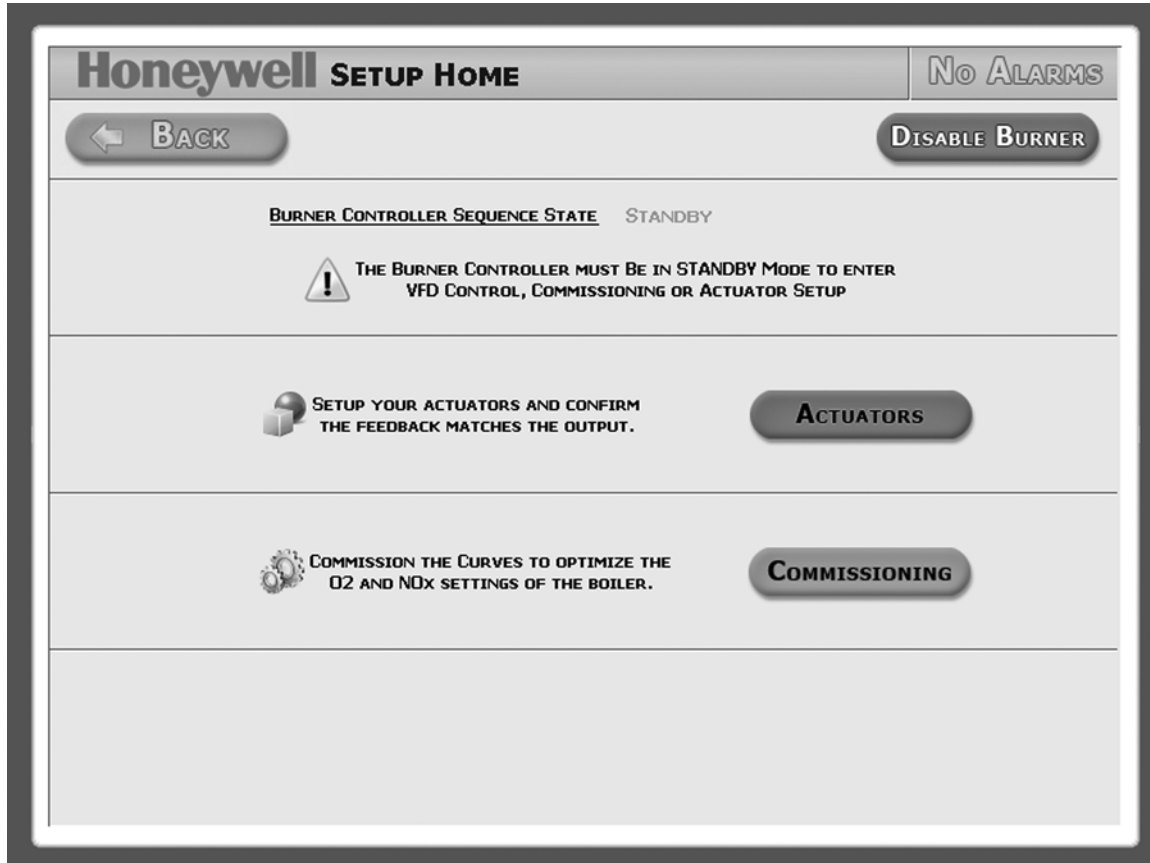 Honeywell SETUP HOME
NO ALARMS
BACK
DISABLE BURNER
BURNER CONTROLLER SEQUENCE STATE STANDBY
THE BURNER CONTROLLER MUST BE IN STANDBY MODE TO ENTER
VFD CONTROL, COMMISSIONING OR ACTUATOR SETUP
SETUP YOUR ACTUATORS AND CONFIRM
THE FEEDBACK MATCHES THE OUTPUT.
ACTUATORS
COMMISSION THE CURVES TO OPTIMIZE THE
O2 AND NOX SETTINGS OF THE BOILER.
COMMISSIONING